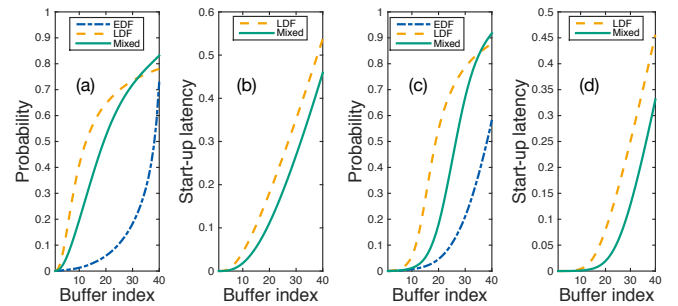 EDF
LDF
Mixed
(a)
Probability
1
0.9
0.8
0.7
0.6
0.5
0.4
0.3
0.2
0.1
0
10 20 30 40
Buffer index
LDF
Mixed
(b)
Start-up latency
0.6
0.5
0.4
0.3
0.2
0.1
0
0 10 20 30 40
Buffer index
EDF
LDF
Mixed
(c)
Probability
1
0.9
0.8
0.7
0.6
0.5
0.4
0.3
0.2
0.1
0
10 20 30 40
Buffer index
LDF
Mixed
(d)
Start-up latency
0.5
0.45
0.4
0.35
0.3
0.25
0.2
0.15
0.1
0.05
0
0 10 20 30 40
Buffer index